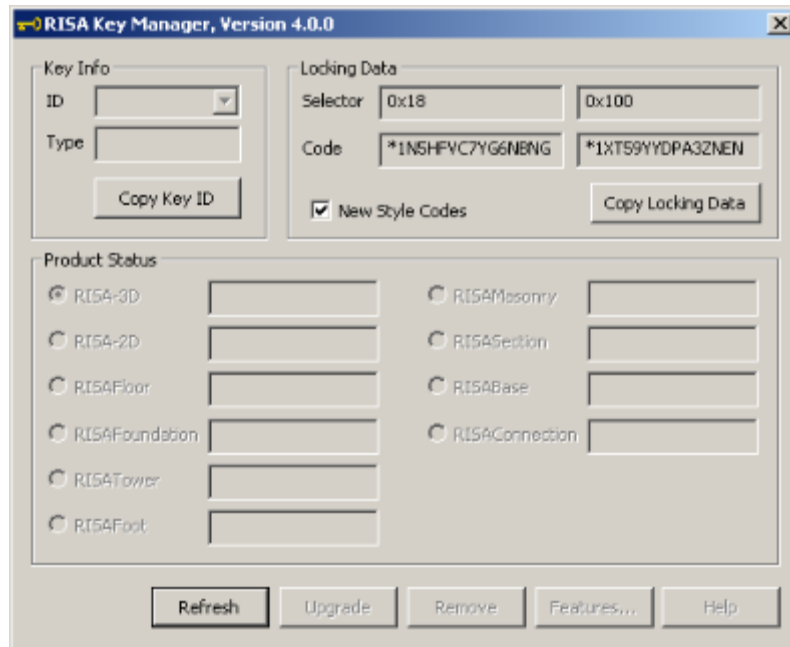 RISA Key Manager, Version 4.0.0
Key Info
ID
Type
Copy Key ID
Locking Data
Selector 0x18 0x100
Code *1N5HFVC7YG6NBNG *1XT59YYDPA3ZNEN
New Style Codes
Copy Locking Data
Product Status
RISA-3D
RISA-2D
RISAFloor
RISAFoundation
RISATower
RISAFoot
RISAMasonry
RISASection
RISABase
RISAConnection
Refresh Upgrade Remove Features... Help